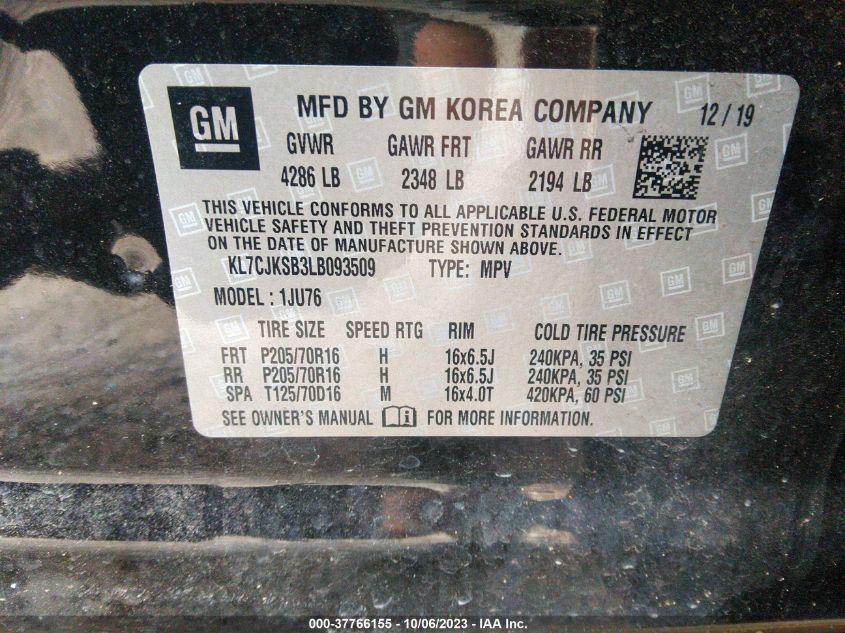 GM MFD BY GM KOREA COMPANY 12 / 19
GVWR GAWR FRT GAWR RR
4286 LB 2348 LB 2194 LB
THIS VEHICLE CONFORMS TO ALL APPLICABLE U.S. FEDERAL MOTOR
VEHICLE SAFETY AND THEFT PREVENTION STANDARDS IN EFFECT
ON THE DATE OF MANUFACTURE SHOWN ABOVE.
KL7CJKSB3LB093509 TYPE: MPV
MODEL : 1JU76
TIRE SIZE SPEED RTG RIM COLD TIRE PRESSURE
FRT P205/70R16 H 16x6.5J 240KPA, 35 PSI
RR P205/70R16 H 16x6.5J 240KPA, 35 PSI
SPA T125/70D16 M 16x4.0T 420KPA, 60 PSI
SEE OWNER'S MANUAL FOR MORE INFORMATION.
000-37766155 - 10/06/2023 - IAA Inc.